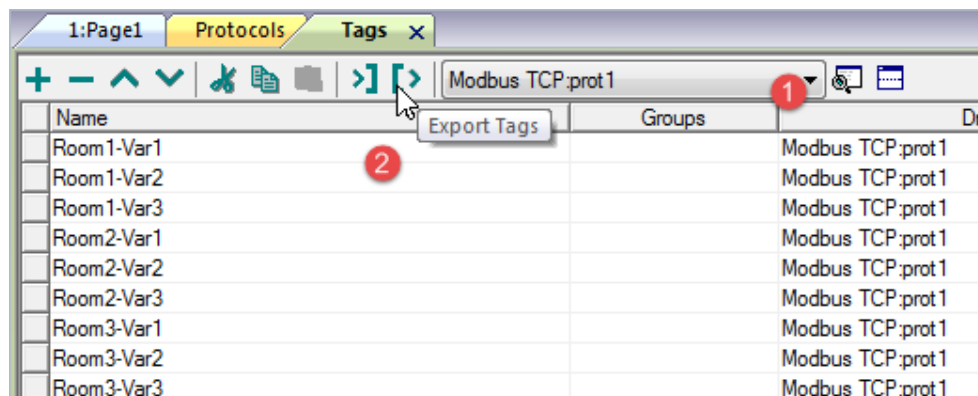 1:Page1 Protocols Tags x
Modbus TCP:prot1 1
Name Groups
Export Tags
2
Room1-Var1 Modbus TCP:prot1
Room1-Var2 Modbus TCP:prot1
Room1-Var3 Modbus TCP:prot1
Room2-Var1 Modbus TCP:prot1
Room2-Var2 Modbus TCP:prot1
Room2-Var3 Modbus TCP:prot1
Room3-Var1 Modbus TCP:prot1
Room3-Var2 Modbus TCP:prot1
Room3-Var3 Modbus TCP:prot1